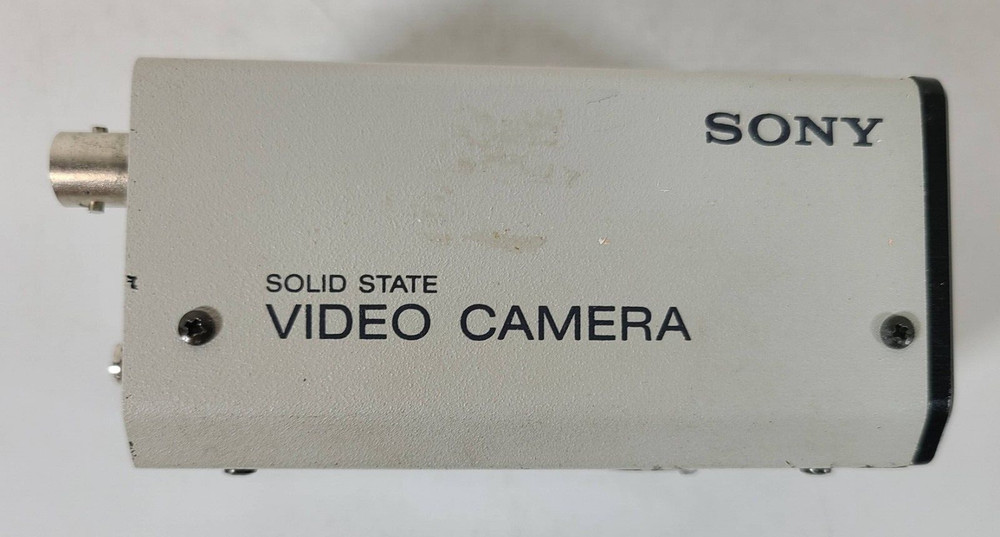 SONY
SOLID STATE
VIDEO CAMERA